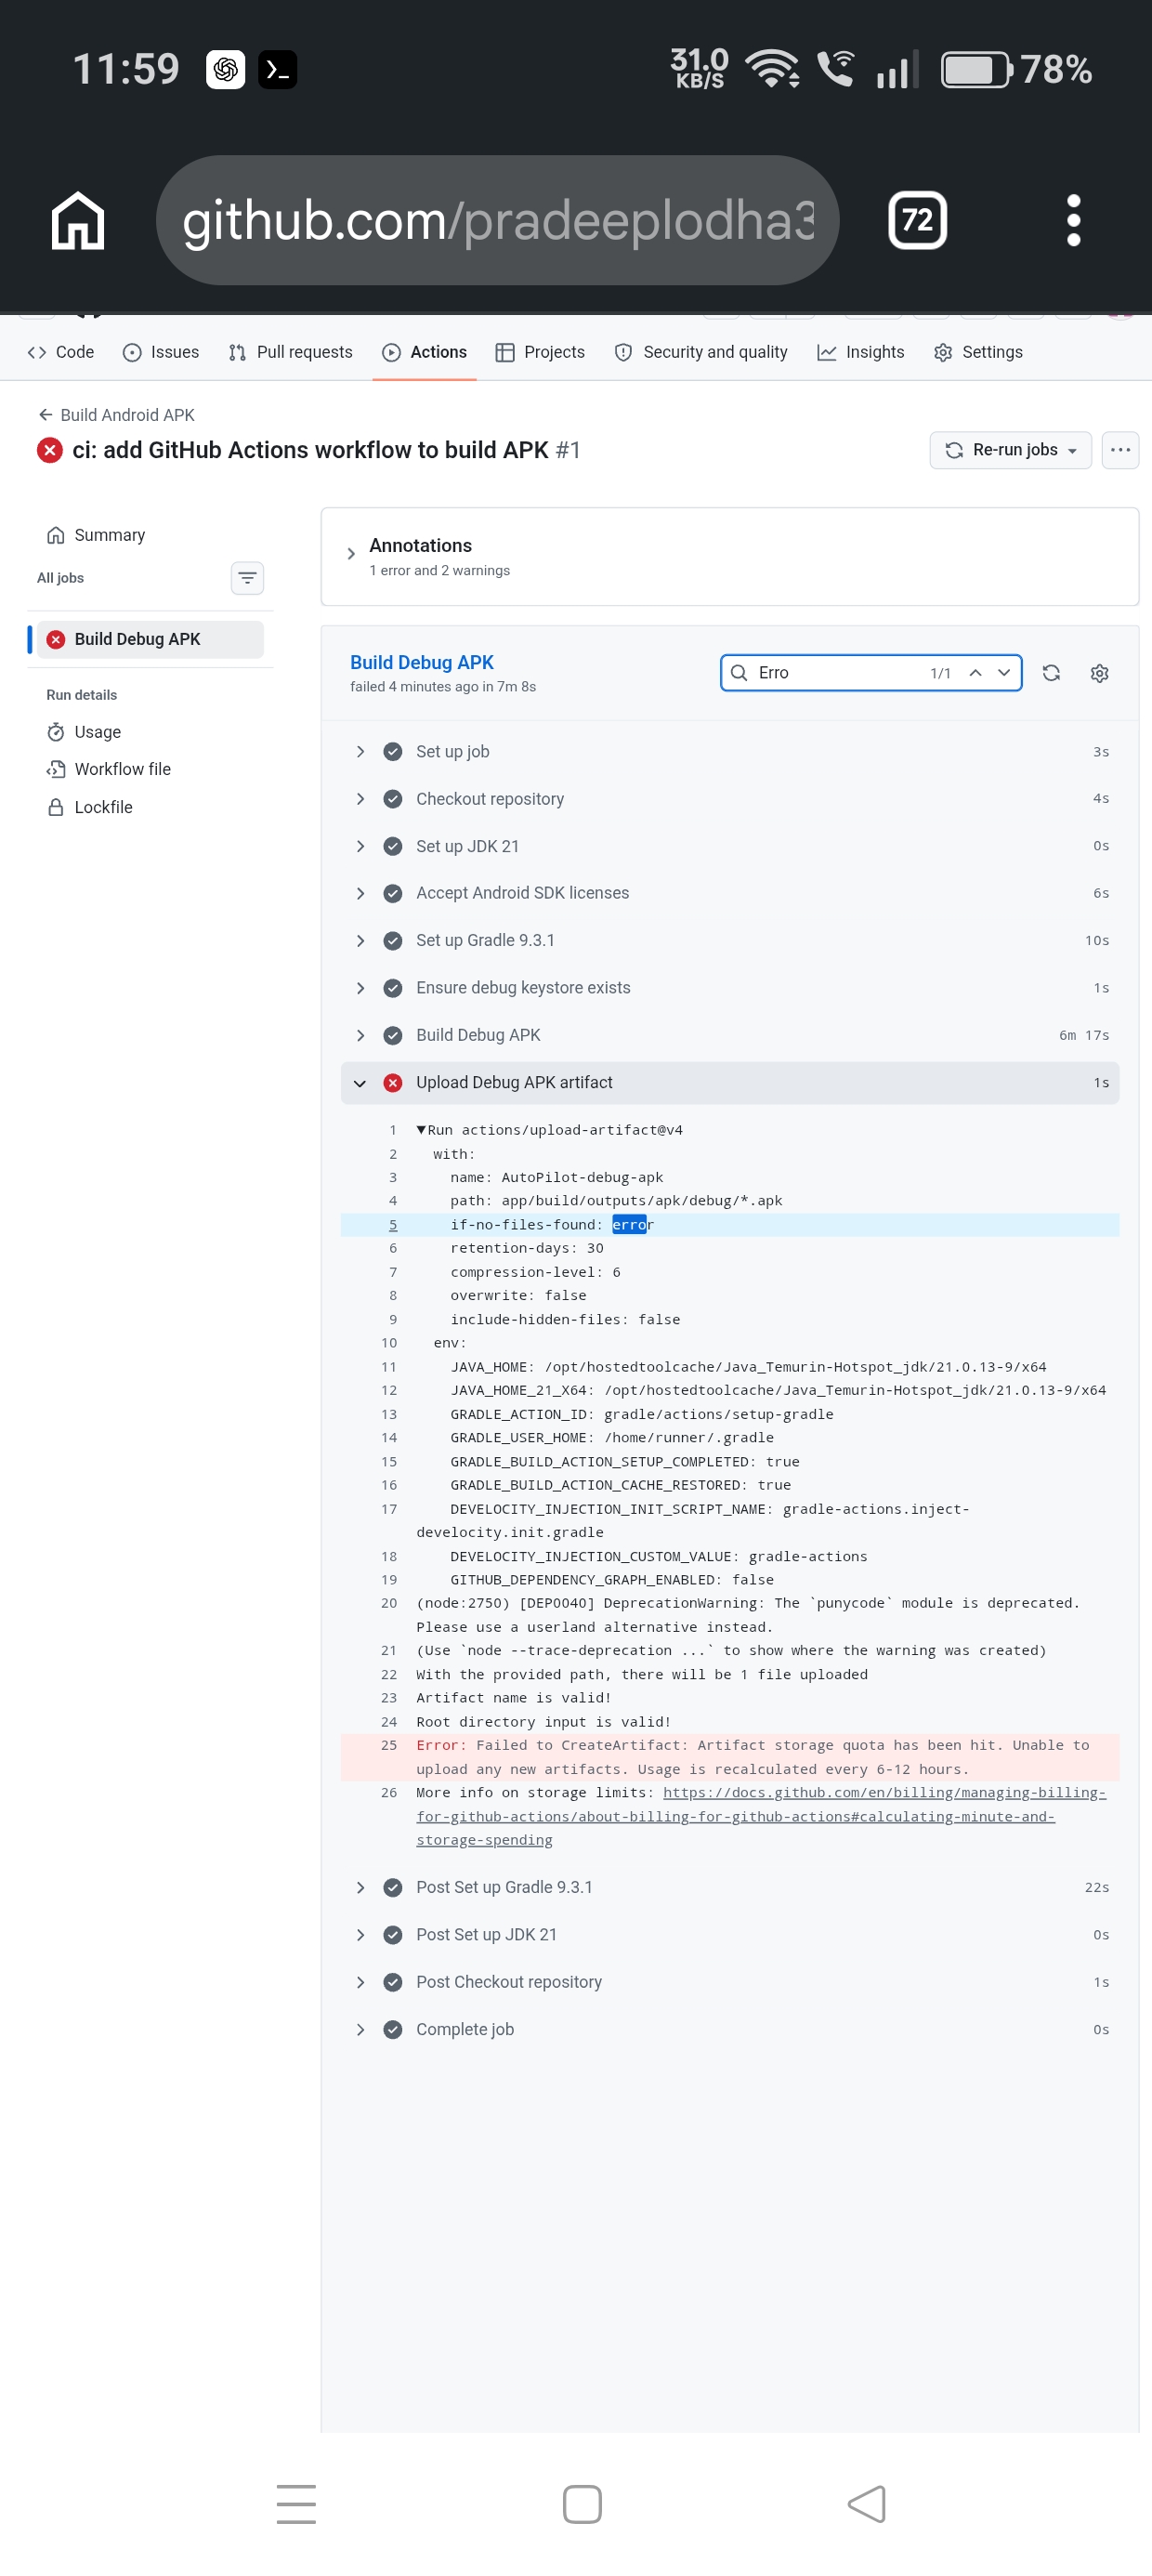 11:59
31.0
KB/S
78%
github.com/pradeeplodha3
72
Code
Issues
Pull requests
Actions
Projects
Security and quality
Insights
Settings
Build Android APK
ci: add GitHub Actions workflow to build APK #1
Re-run jobs
Summary
All jobs
Build Debug APK
Run details
Usage
Workflow file
Lockfile
Annotations
1 error and 2 warnings
Build Debug APK
failed 4 minutes ago in 7m 8s
Erro
1/1
Set up job 3s
Checkout repository 4s
Set up JDK 21 0s
Accept Android SDK licenses 6s
Set up Gradle 9.3.1 10s
Ensure debug keystore exists 1s
Build Debug APK 6m 17s
Upload Debug APK artifact 1s
1 ▼Run actions/upload-artifact@v4
2 with:
3 name: AutoPilot-debug-apk
4 path: app/build/outputs/apk/debug/*.apk
5 if-no-files-found: error
6 retention-days: 30
7 compression-level: 6
8 overwrite: false
9 include-hidden-files: false
10 env:
11 JAVA_HOME: /opt/hostedtoolcache/Java_Temurin-Hotspot_jdk/21.0.13-9/x64
12 JAVA_HOME_21_X64: /opt/hostedtoolcache/Java_Temurin-Hotspot_jdk/21.0.13-9/x64
13 GRADLE_ACTION_ID: gradle/actions/setup-gradle
14 GRADLE_USER_HOME: /home/runner/.gradle
15 GRADLE_BUILD_ACTION_SETUP_COMPLETED: true
16 GRADLE_BUILD_ACTION_CACHE_RESTORED: true
17 DEVELOCITY_INJECTION_INIT_SCRIPT_NAME: gradle-actions.inject-
develocity.init.gradle
18 DEVELOCITY_INJECTION_CUSTOM_VALUE: gradle-actions
19 GITHUB_DEPENDENCY_GRAPH_ENABLED: false
20 (node:2750) [DEP0040] DeprecationWarning: The `punycode` module is deprecated.
Please use a userland alternative instead.
21 (Use `node --trace-deprecation ...` to show where the warning was created)
22 With the provided path, there will be 1 file uploaded
23 Artifact name is valid!
24 Root directory input is valid!
25 Error: Failed to CreateArtifact: Artifact storage quota has been hit. Unable to
upload any new artifacts. Usage is recalculated every 6-12 hours.
26 More info on storage limits: https://docs.github.com/en/billing/managing-billing-
for-github-actions/about-billing-for-github-actions#calculating-minute-and-
storage-spending
Post Set up Gradle 9.3.1 22s
Post Set up JDK 21 0s
Post Checkout repository 1s
Complete job 0s